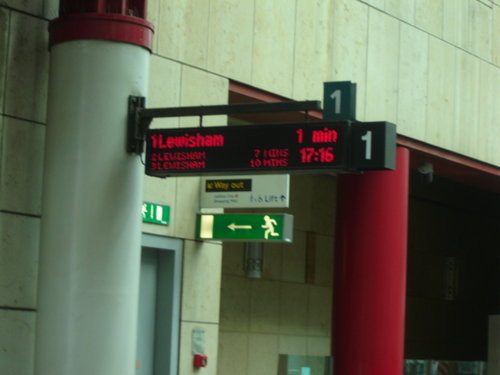 1
1 Lewisham 1 min
2 LEWISHAM 7 MINS
3 LEWISHAM 10 MINS 17:16
1
Way out
Lift